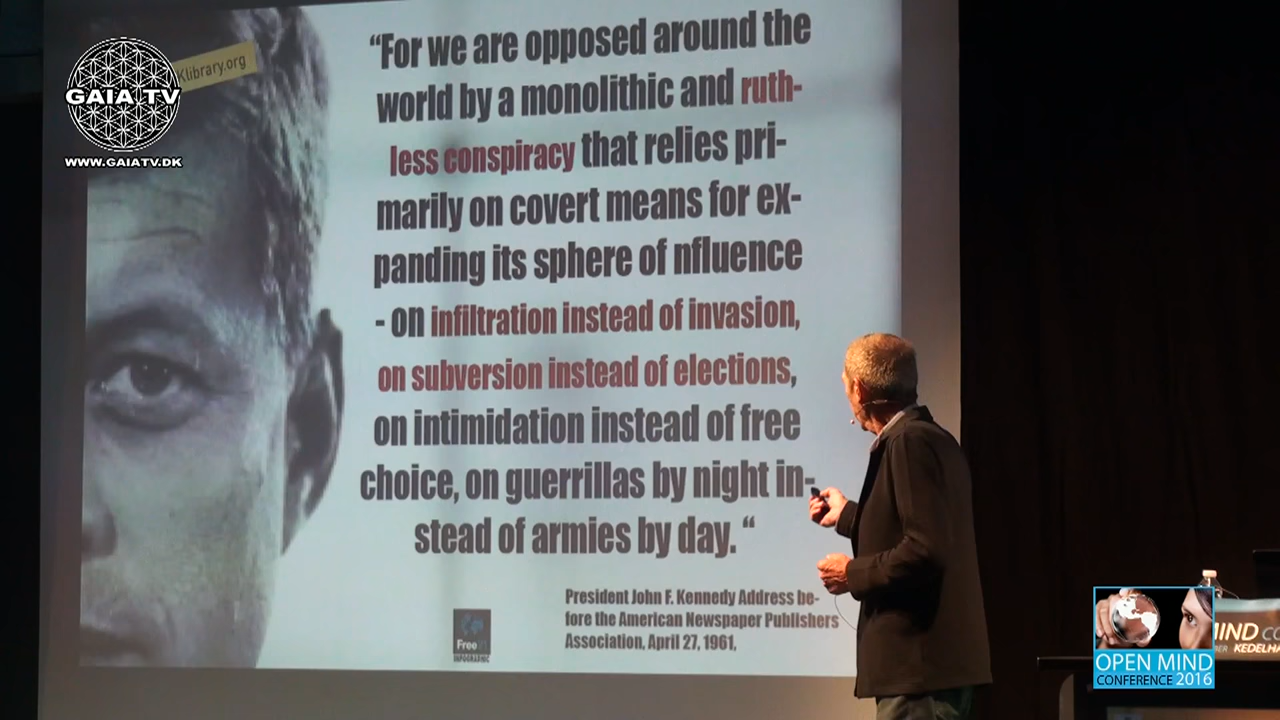 Klibrary.org
GAIA TV
WWW.GAIATV.DK
“For we are opposed around the
world by a monolithic and ruth-
less conspiracy that relies pri-
marily on covert means for ex-
panding its sphere of nfluence
- on infiltration instead of invasion,
on subversion instead of elections,
on intimidation instead of free
choice, on guerrillas by night in-
stead of armies by day. “
President John F. Kennedy Address be-
fore the American Newspaper Publishers
Association, April 27, 1961,
Free
INFOGRAPHIC
MIND CO
KEDELHA
OPEN MIND
CONFERENCE 2016